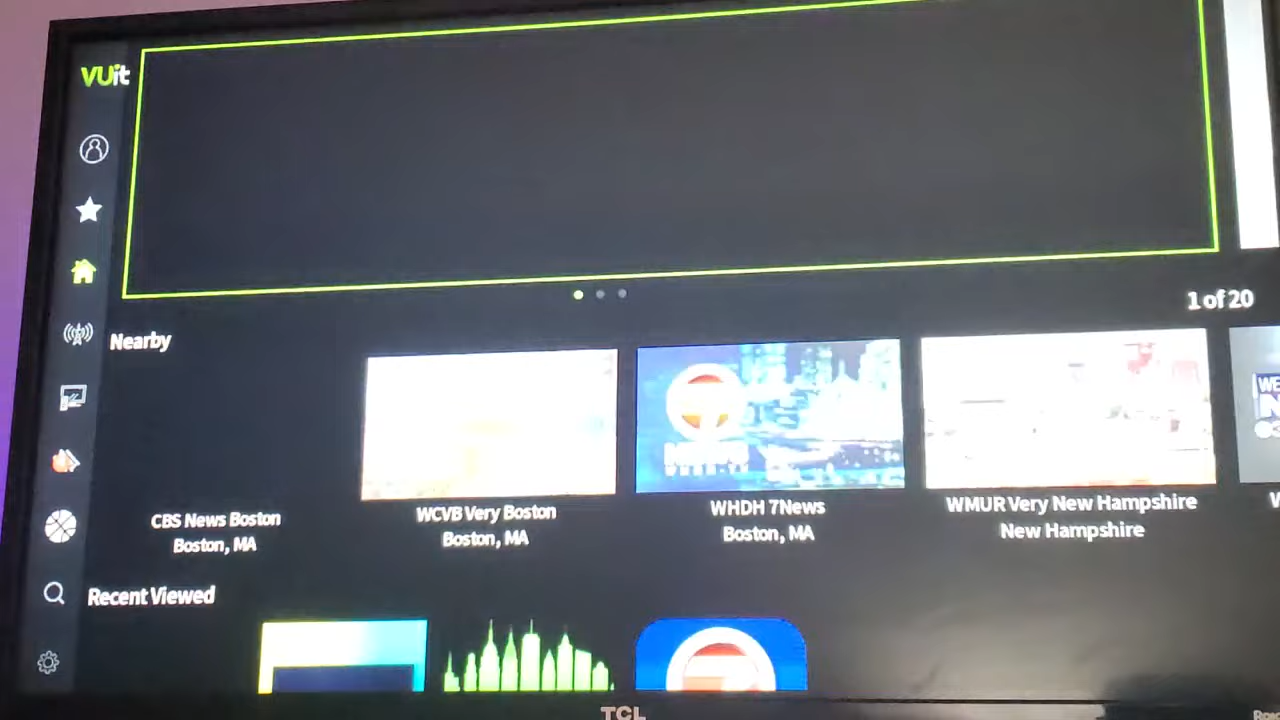 VUit
1 of 20
Nearby
NEWS
CBS News Boston
Boston, MA
WCVB Very Boston
Boston, MA
WHDH 7News
Boston, MA
WMUR Very New Hampshire
New Hampshire
Recent Viewed
TCL